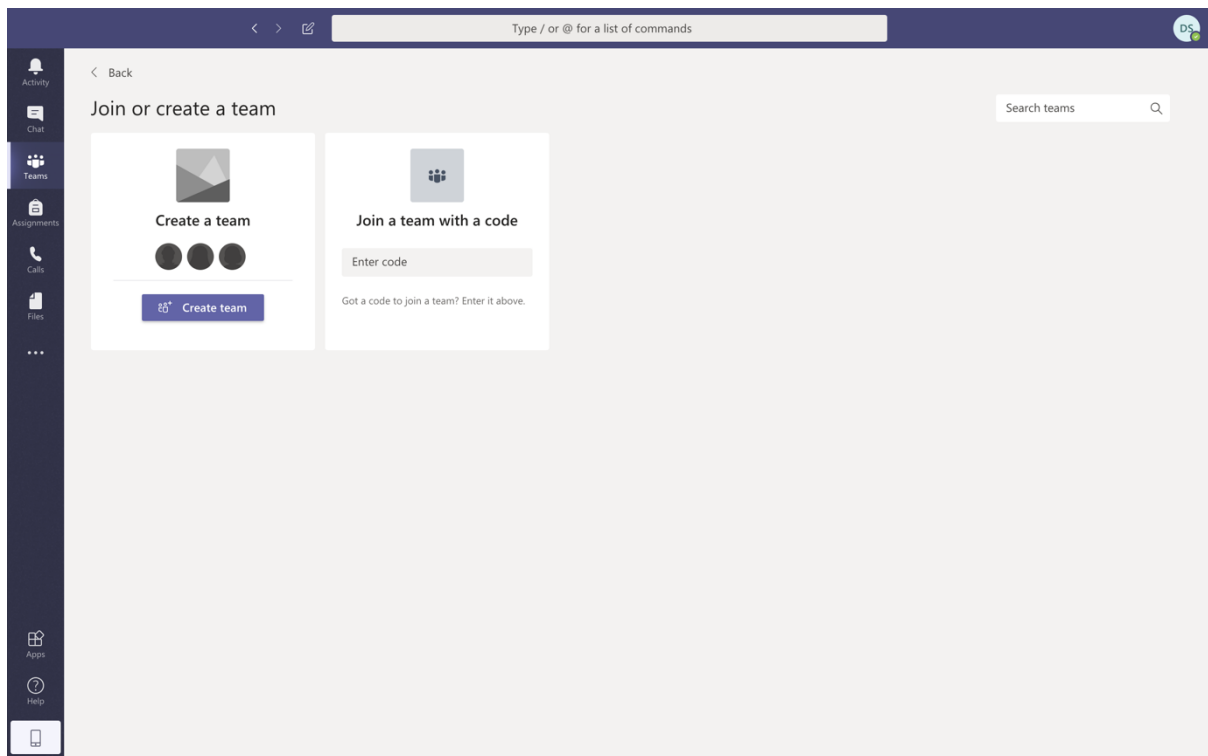 Type / or @ for a list of commands
DS
Activity
Chat
Teams
Assignments
Calls
Files
Apps
Help
Back
Join or create a team
Search teams
Create a team
Create team
Join a team with a code
Enter code
Got a code to join a team? Enter it above.